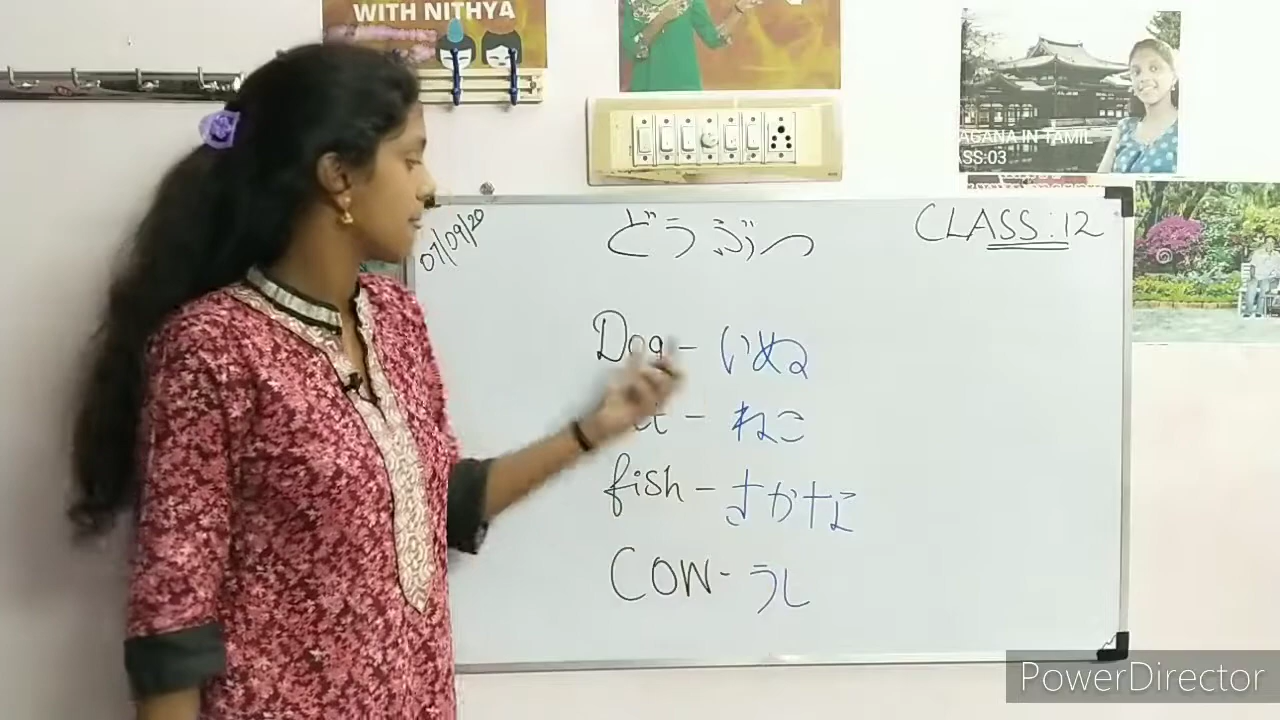 WITH NITHYA
AGANA IN TAMIL
ASS:03
07/09/20
どうぶつ
CLASS:12
Dog - いぬ
- ねこ
fish - さかな
COW - うし
PowerDirector